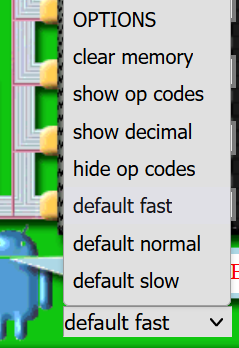 OPTIONS
clear memory
show op codes
show decimal
hide op codes
default fast
default normal
default slow
default fast